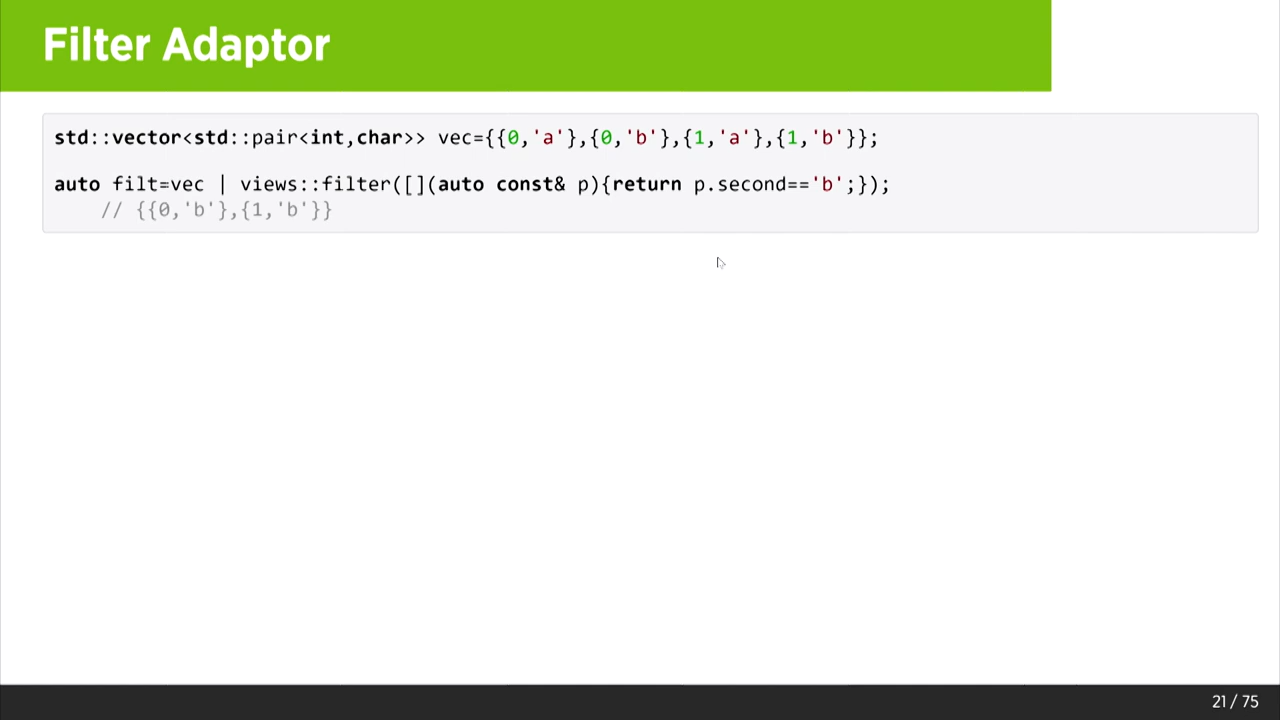 Filter Adaptor
std::vector<std::pair<int,char>> vec={{0,'a'},{0,'b'},{1,'a'},{1,'b'}};
auto filt=vec | views::filter([](auto const& p){return p.second=='b';});
// {{0,'b'},{1,'b'}}
21 / 75